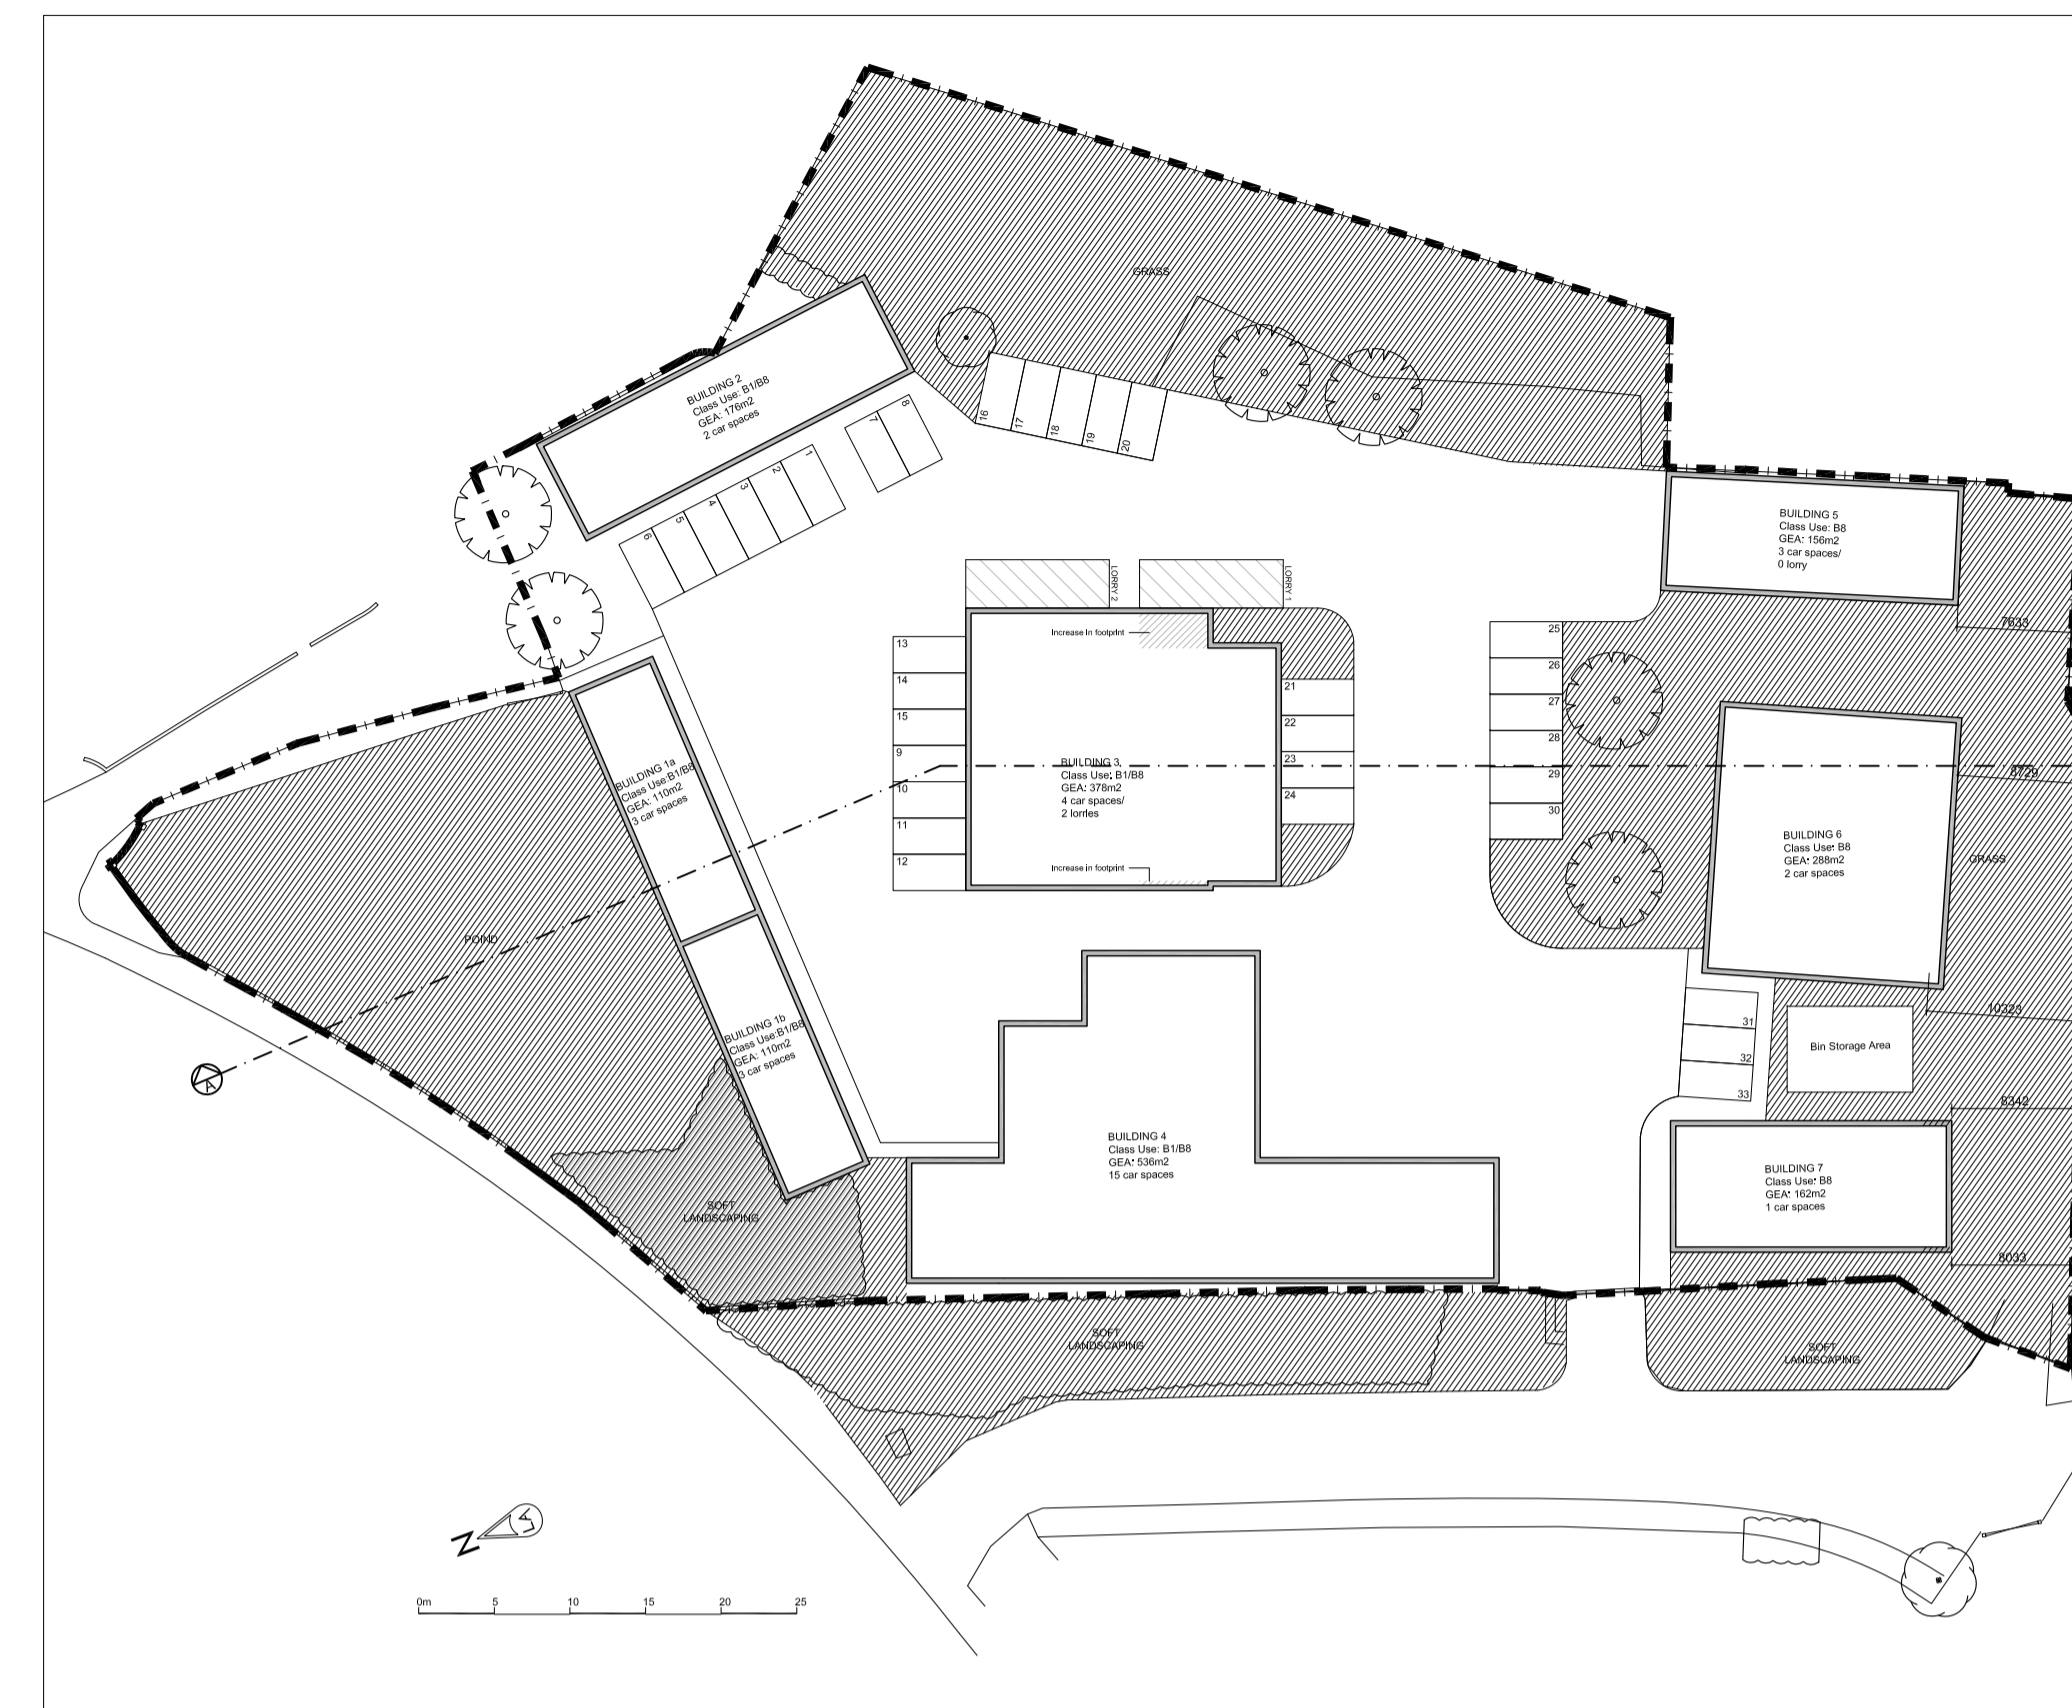 GRASS
BUILDING 2
Class Use: B1/B8
GEA: 176m2
2 car spaces
16
17
18
19
20
8
7
1
2
3
4
5
6
BUILDING 5
Class Use: B8
GEA: 156m2
3 car spaces/
0 lorry
LORRY 2
LORRY 1
Increase in footprint
7633
13
14
15
9
10
11
12
21
22
23
24
25
26
27
28
29
30
BUILDING 1a
Class Use:B1/B8
GEA: 110m2
3 car spaces
BUILDING 3
Class Use: B1/B8
GEA: 378m2
4 car spaces/
2 lorries
Increase in footprint
8729
BUILDING 6
Class Use: B8
GEA: 288m2
2 car spaces
GRASS
POIND
10323
31
32
33
Bin Storage Area
BUILDING 1b
Class Use:B1/B8
GEA: 110m2
3 car spaces
A
8342
BUILDING 4
Class Use: B1/B8
GEA: 536m2
15 car spaces
BUILDING 7
Class Use: B8
GEA: 162m2
1 car spaces
SOFT
LANDSCAPING
8033
SOFT
LANDSCAPING
SOFT
LANDSCAPING
N
LA
0m
5
10
15
20
25